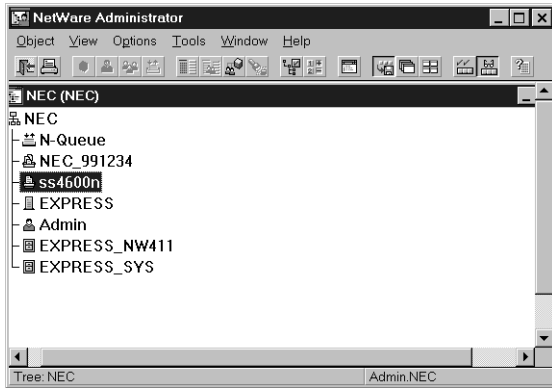 NetWare Administrator
Object View Options Tools Window Help
NEC (NEC)
NEC
N-Queue
NEC_991234
ss4600n
EXPRESS
Admin
EXPRESS_NW411
EXPRESS_SYS
Tree: NEC Admin.NEC